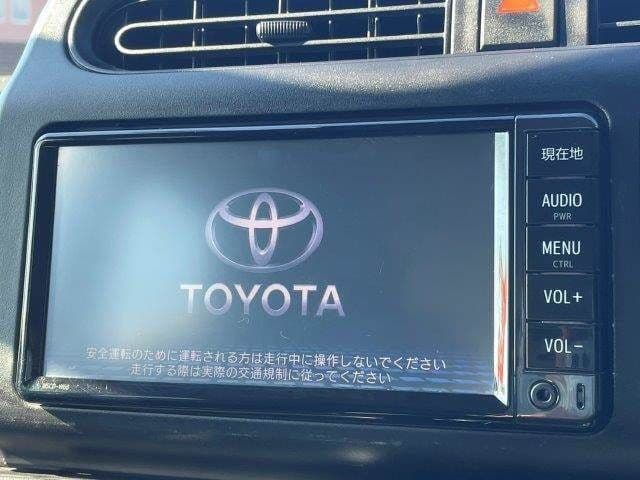 現在地
AUDIO
PWR
MENU
CTRL
VOL+
VOL-
TOYOTA
安全運転のために運転される方は走行中に操作しないでください
走行する際は実際の交通規制に従ってください